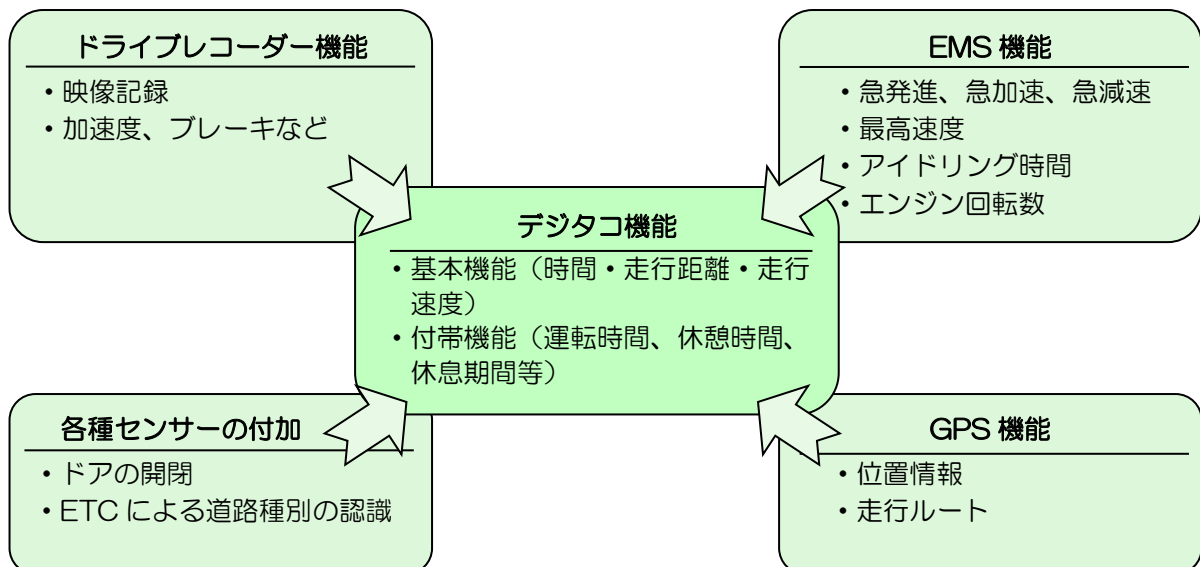 ドライブレコーダー機能
・映像記録
・加速度、ブレーキなど
EMS 機能
・急発進、急加速、急減速
・最高速度
・アイドリング時間
・エンジン回転数
デジタコ機能
・基本機能（時間・走行距離・走行
速度）
・付帯機能（運転時間、休憩時間、
休息期間等）
各種センサーの付加
・ドアの開閉
・ETC による道路種別の認識
GPS 機能
・位置情報
・走行ルート